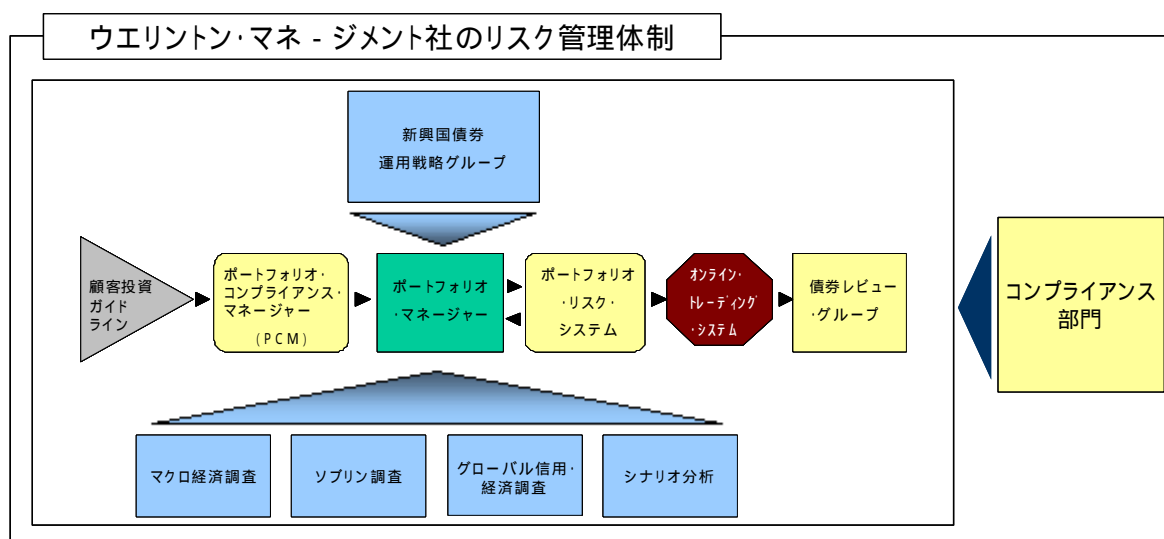 ウエリントン・マネ - ジメント社のリスク管理体制
新興国債券
運用戦略グループ
顧客投資
ガイド
ライン
ポートフォリオ・
コンプライアンス・
マネージャー
(PCM)
ポートフォリオ
・マネージャー
ポートフォリオ
・リスク・
システム
オンライン・
トレーディング
・システム
債券レビュー
・グループ
コンプライアンス
部門
マクロ経済調査
ソブリン調査
グローバル信用・
経済調査
シナリオ分析